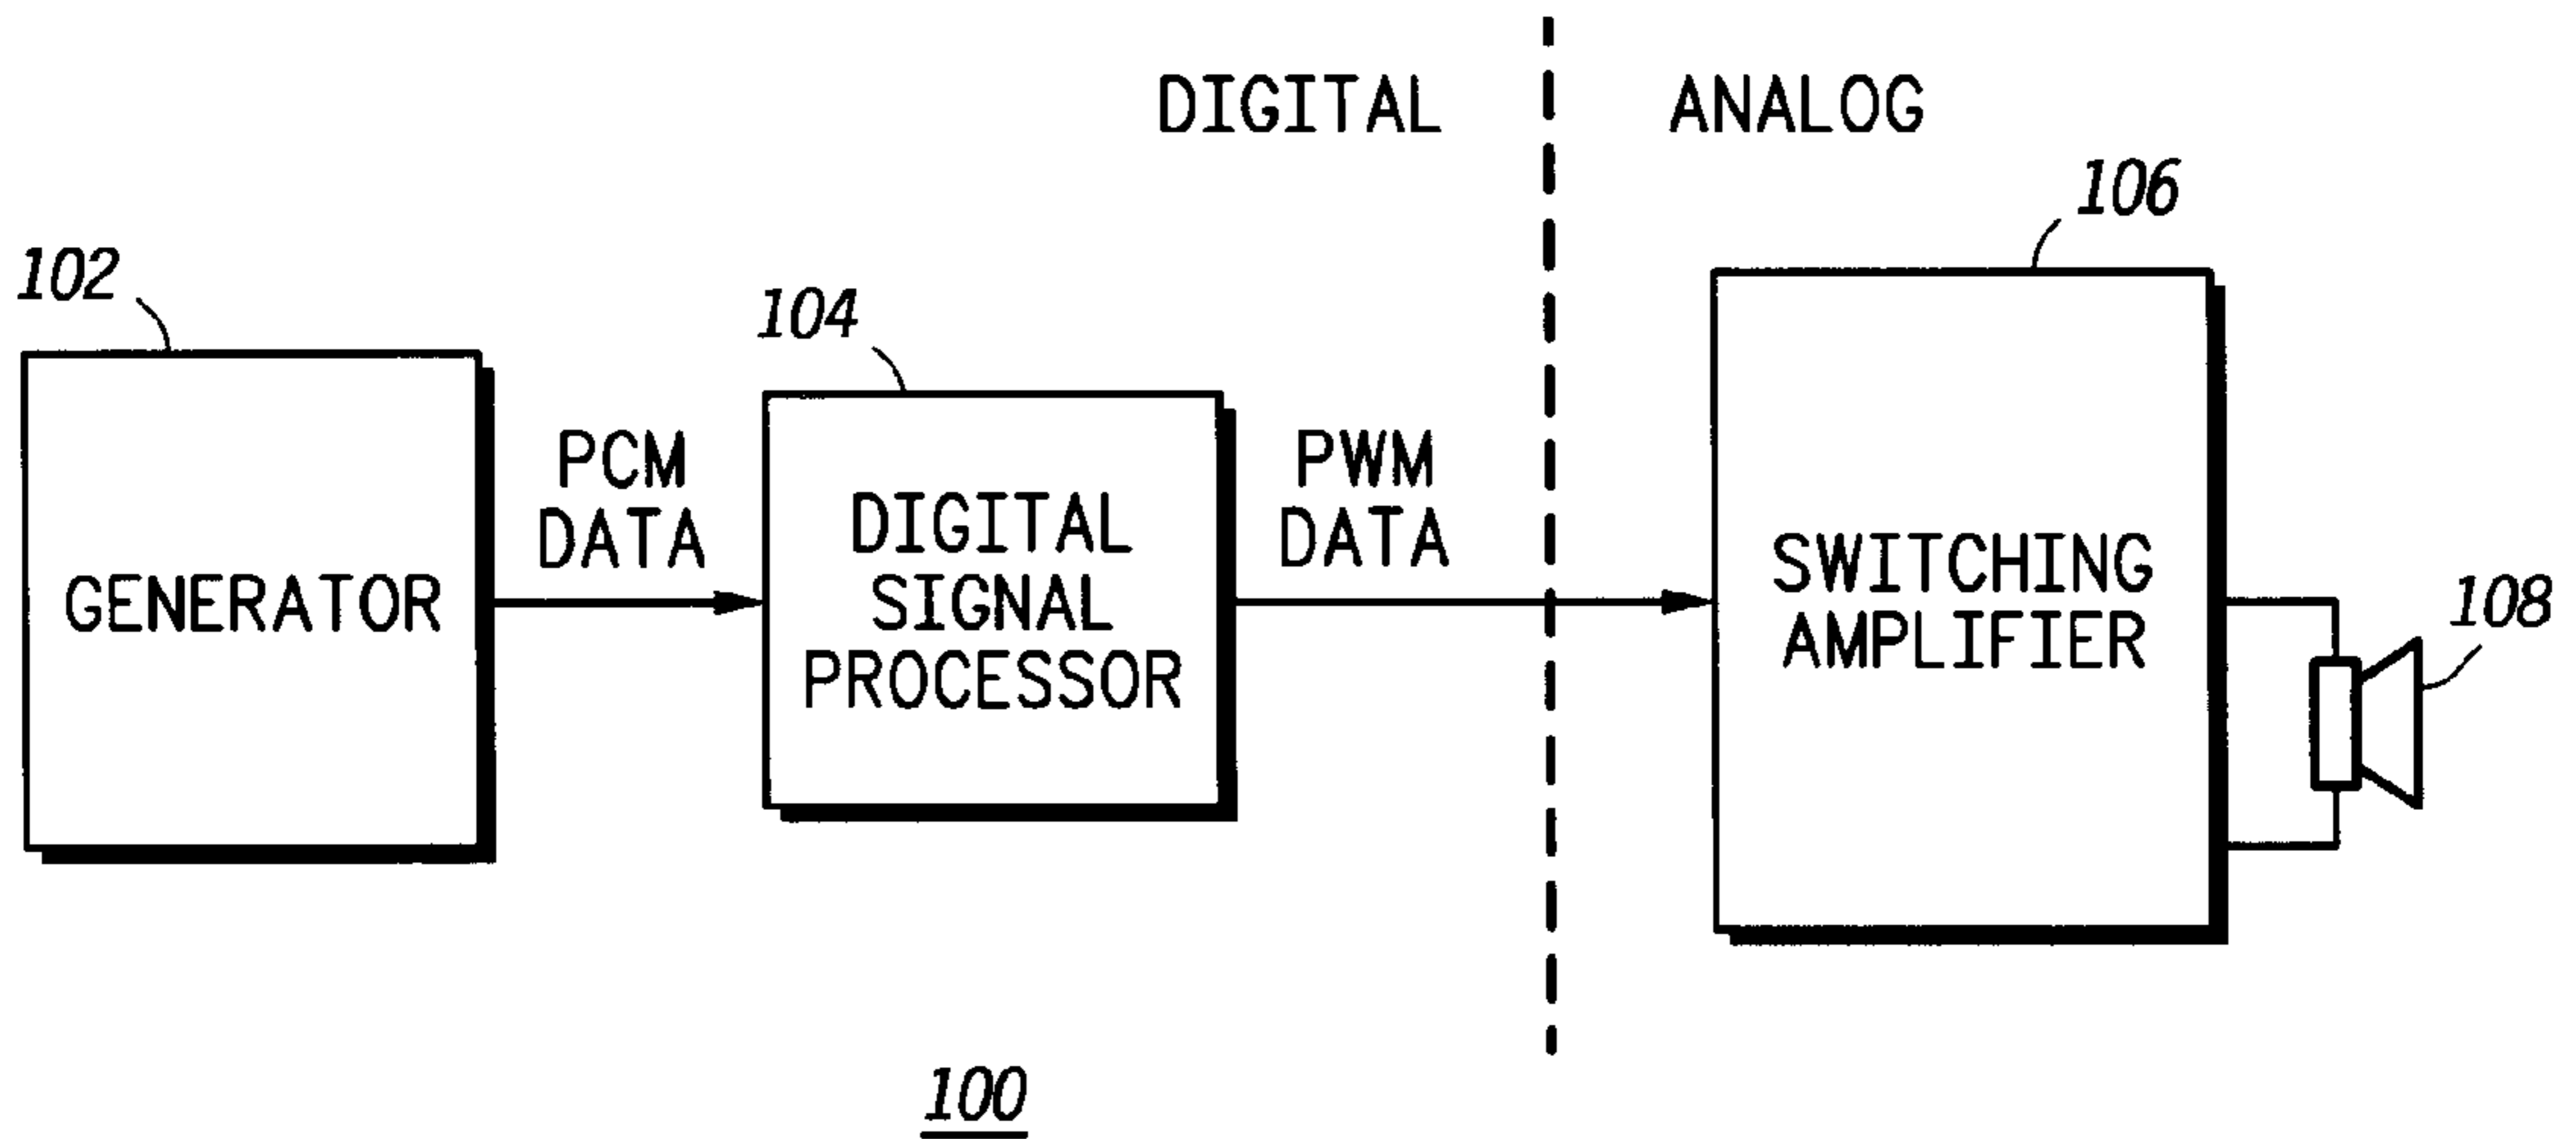 DIGITAL
ANALOG
106
102
104
PCM
DATA
PWM
DATA
GENERATOR
DIGITAL
SIGNAL
PROCESSOR
SWITCHING
AMPLIFIER
108
100